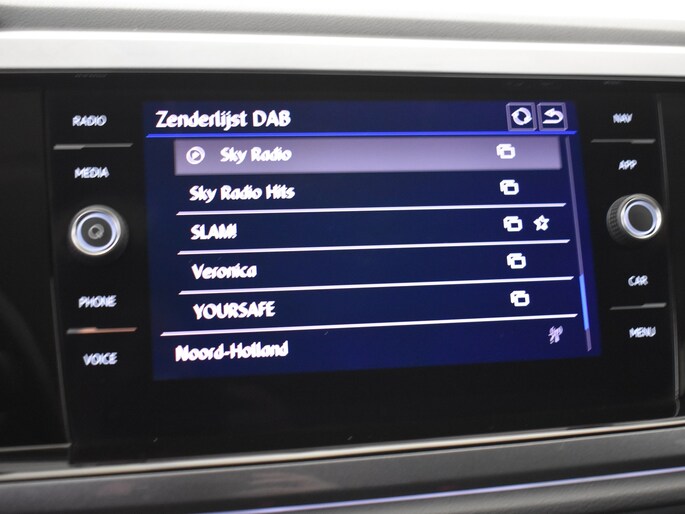 RADIO
MEDIA
PHONE
VOICE
Zenderlijst DAB
Sky Radio
Sky Radio Hits
SLAM!
Veronica
YOURSAFE
Noord-Holland
NAV
APP
CAR
MENU